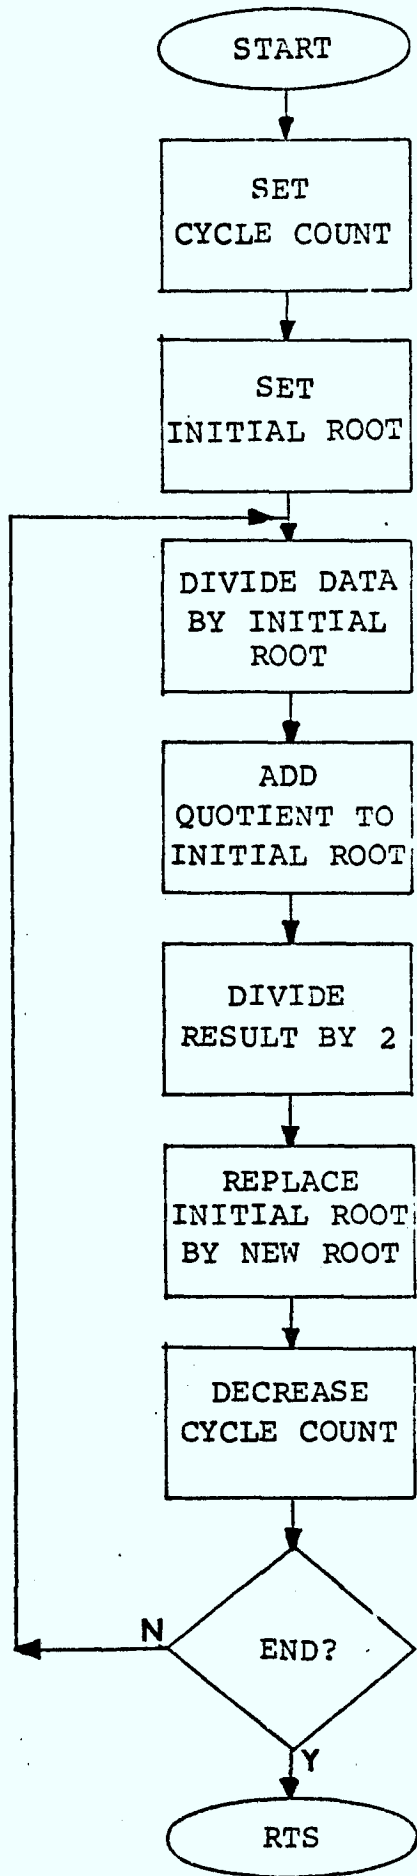 START
SET
CYCLE COUNT
SET
INITIAL ROOT
DIVIDE DATA
BY INITIAL
ROOT
ADD
QUOTIENT TO
INITIAL ROOT
DIVIDE
RESULT BY 2
REPLACE
INITIAL ROOT
BY NEW ROOT
DECREASE
CYCLE COUNT
END?
N
Y
RTS